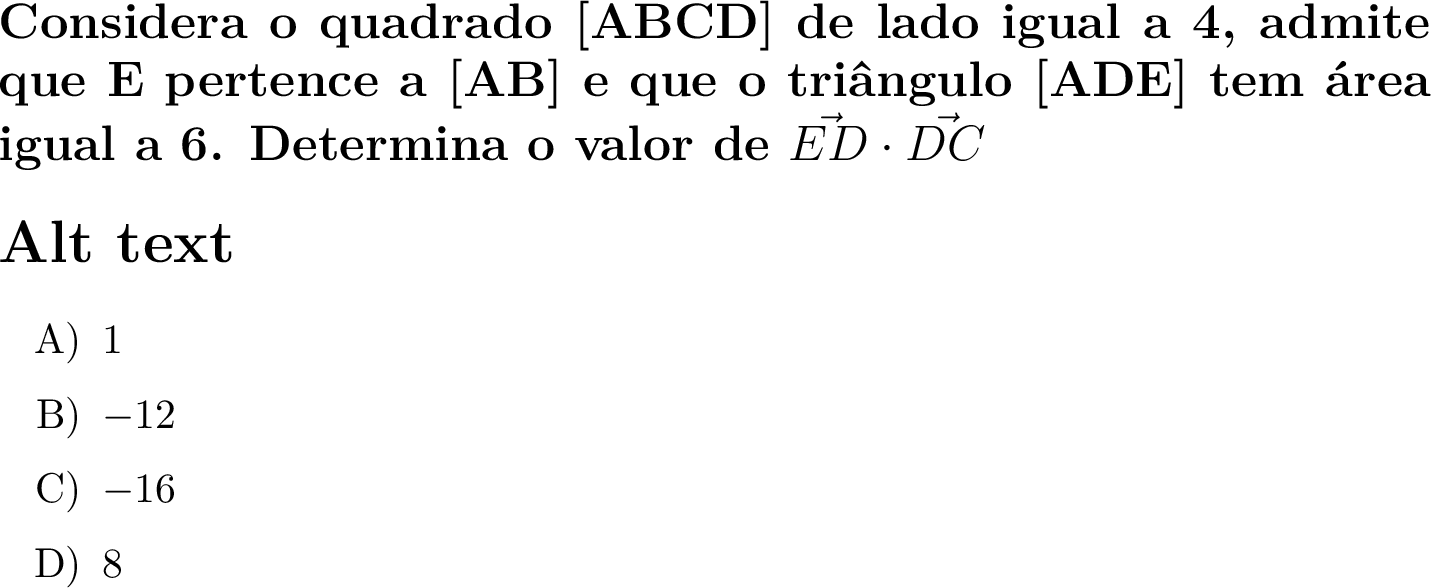 Considera o quadrado [ABCD] de lado igual a 4, admite
que E pertence a [AB] e que o triângulo [ADE] tem área
igual a 6. Determina o valor de $\vec{ED} \cdot \vec{DC}$
Alt text
A) 1
B) −12
C) −16
D) 8